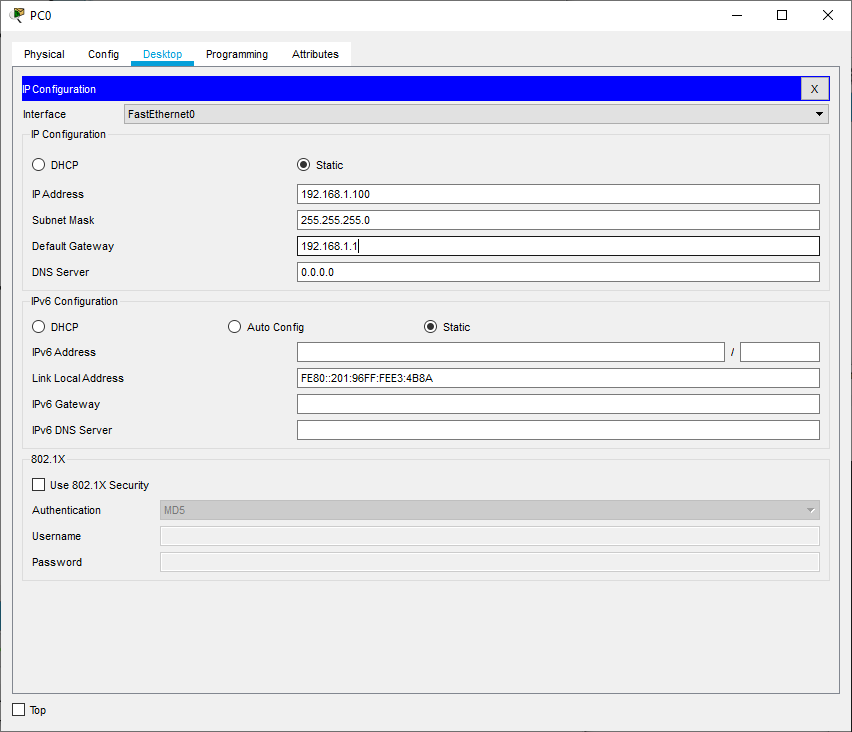 PC0
Physical Config Desktop Programming Attributes
IP Configuration X
Interface FastEthernet0
IP Configuration
DHCP Static
IP Address 192.168.1.100
Subnet Mask 255.255.255.0
Default Gateway 192.168.1.1
DNS Server 0.0.0.0
IPv6 Configuration
DHCP Auto Config Static
IPv6 Address /
Link Local Address FE80::201:96FF:FEE3:4B8A
IPv6 Gateway
IPv6 DNS Server
802.1X
Use 802.1X Security
Authentication MD5
Username
Password
Top